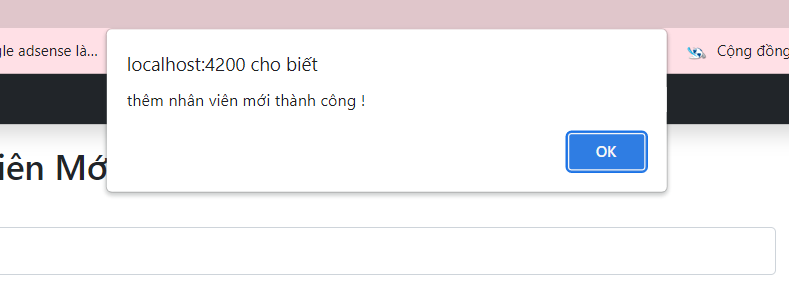 gle adsense là...
Cộng đồng
localhost:4200 cho biết
thêm nhân viên mới thành công !
OK
iên Mớ